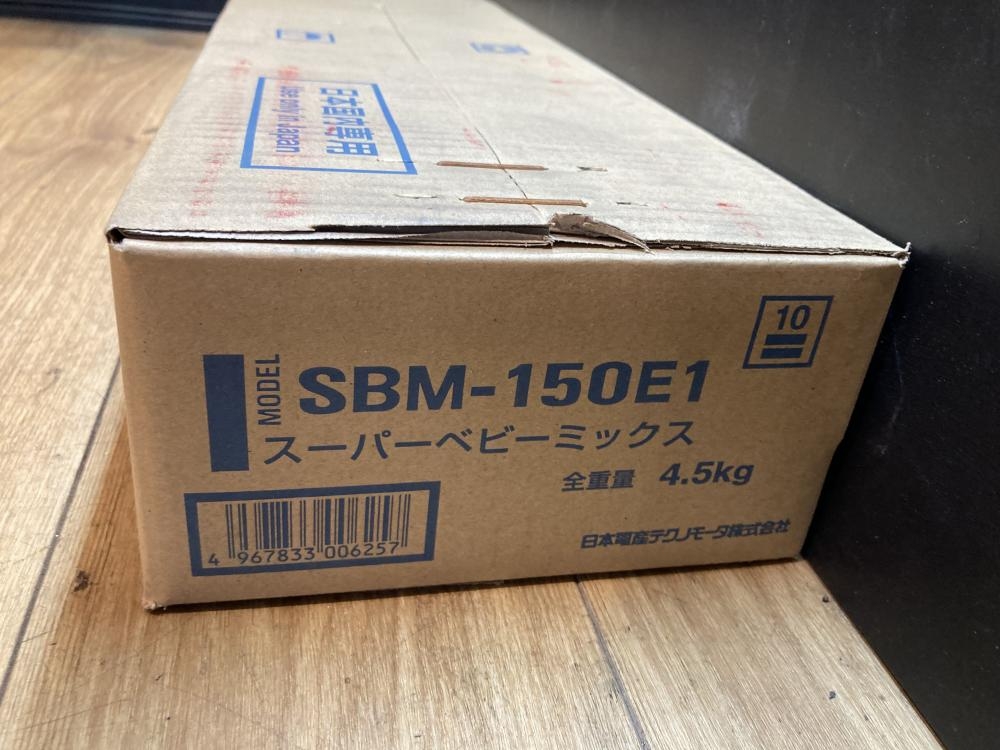 日本国内専用
Use only in Japan
10
MODEL
SBM-150E1
スーパーベビーミックス
全重量 4.5kg
4 967833 006257
日本電産テクノモータ株式会社